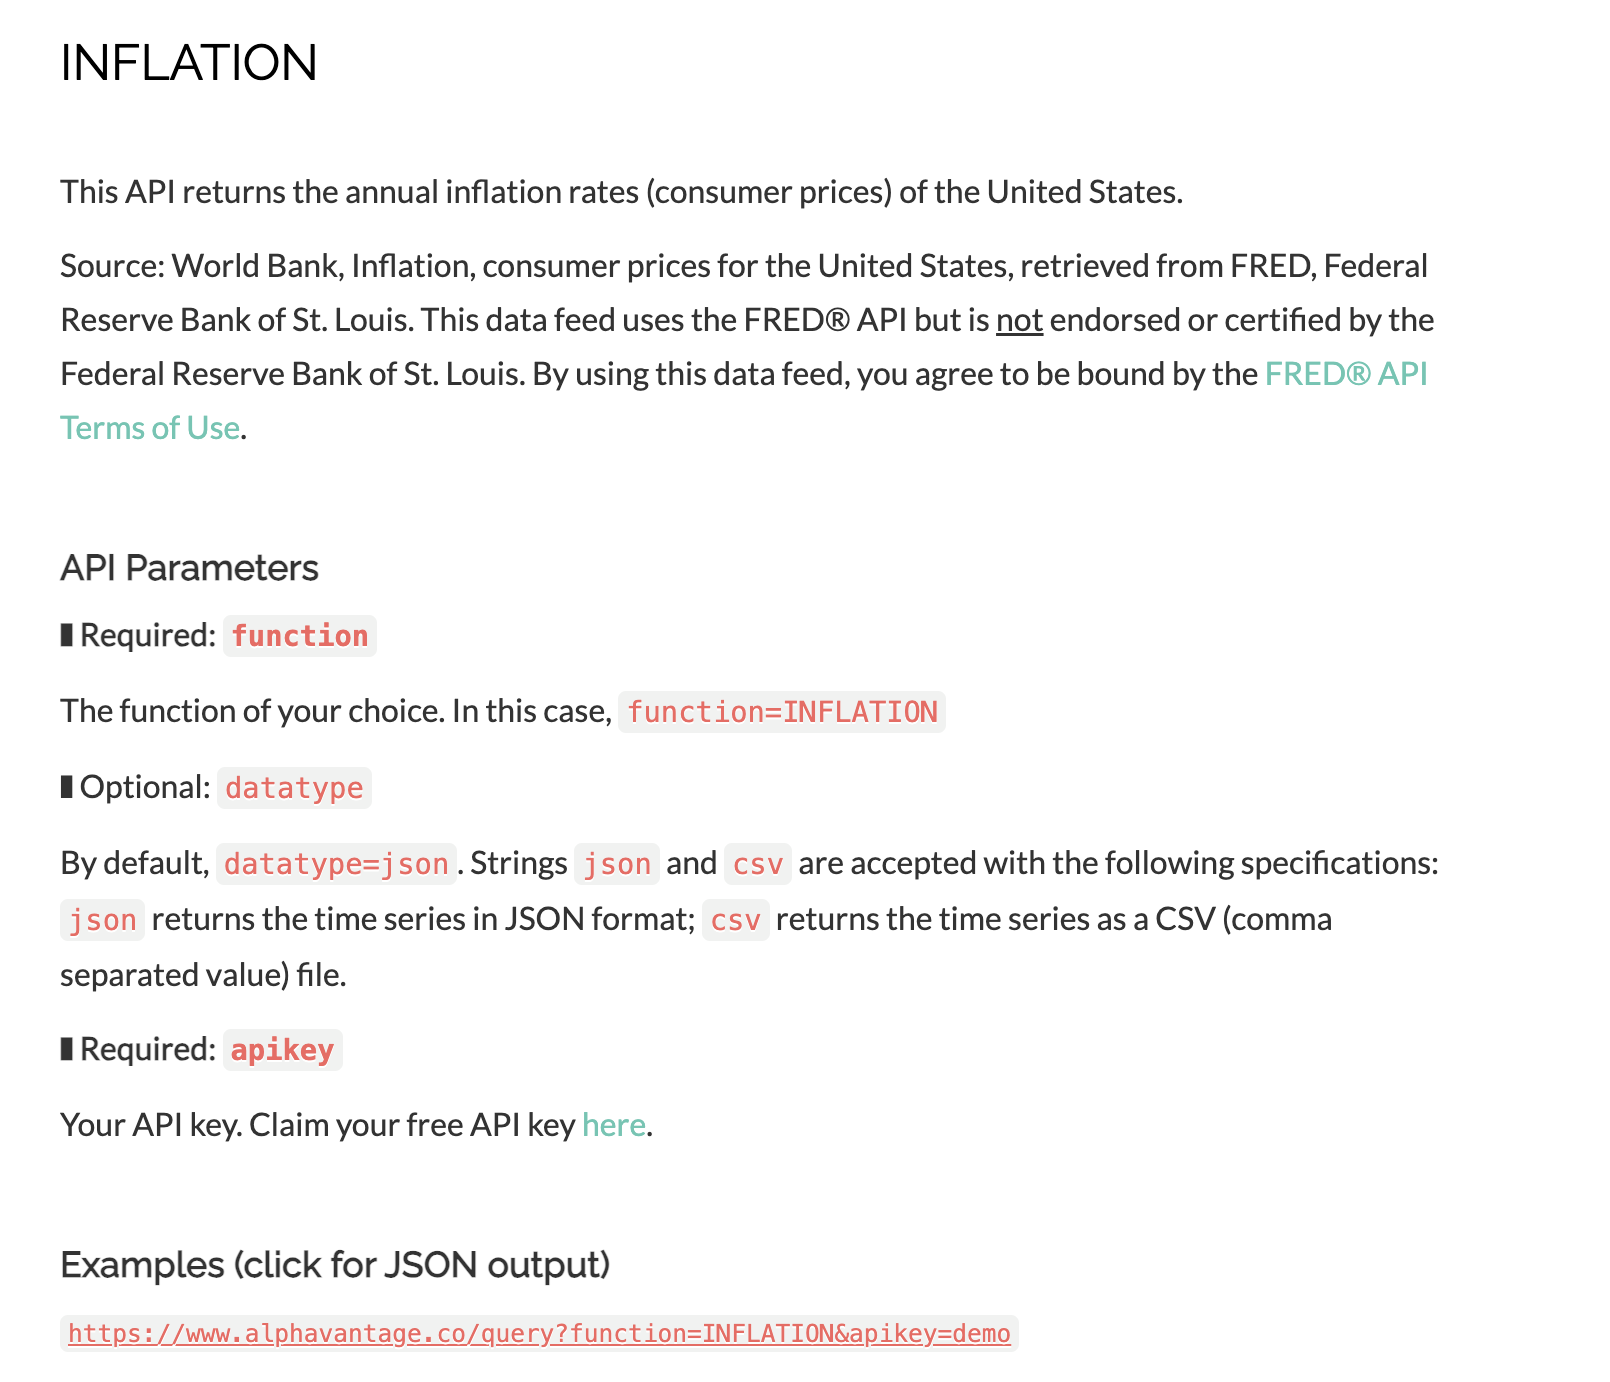 INFLATION
This API returns the annual inflation rates (consumer prices) of the United States.
Source: World Bank, Inflation, consumer prices for the United States, retrieved from FRED, Federal
Reserve Bank of St. Louis. This data feed uses the FRED® API but is not endorsed or certified by the
Federal Reserve Bank of St. Louis. By using this data feed, you agree to be bound by the FRED® API
Terms of Use.
API Parameters
❚ Required: function
The function of your choice. In this case, function=INFLATION
❚ Optional: datatype
By default, datatype=json. Strings json and csv are accepted with the following specifications:
json returns the time series in JSON format; csv returns the time series as a CSV (comma
separated value) file.
❚ Required: apikey
Your API key. Claim your free API key here.
Examples (click for JSON output)
https://www.alphavantage.co/query?function=INFLATION&apikey=demo